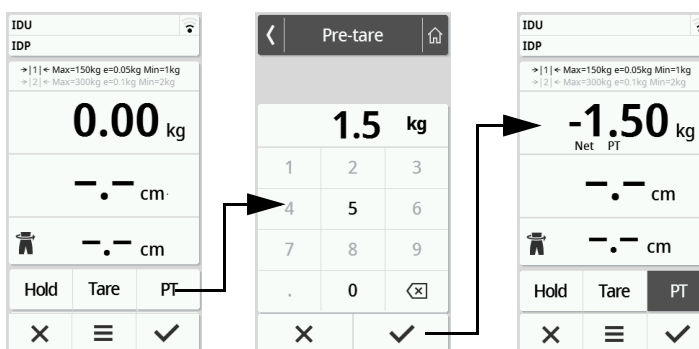 IDU
IDP
→|1|← Max=150kg e=0.05kg Min=1kg
→|2|← Max=300kg e=0.1kg Min=2kg
0.00 kg
-.- cm
-.- cm
Hold Tare PT
Pre-tare
1.5 kg
1 2 3
4 5 6
7 8 9
. 0
IDU
IDP
→|1|← Max=150kg e=0.05kg Min=1kg
→|2|← Max=300kg e=0.1kg Min=2kg
-1.50 kg
Net PT
-.- cm
-.- cm
Hold Tare PT